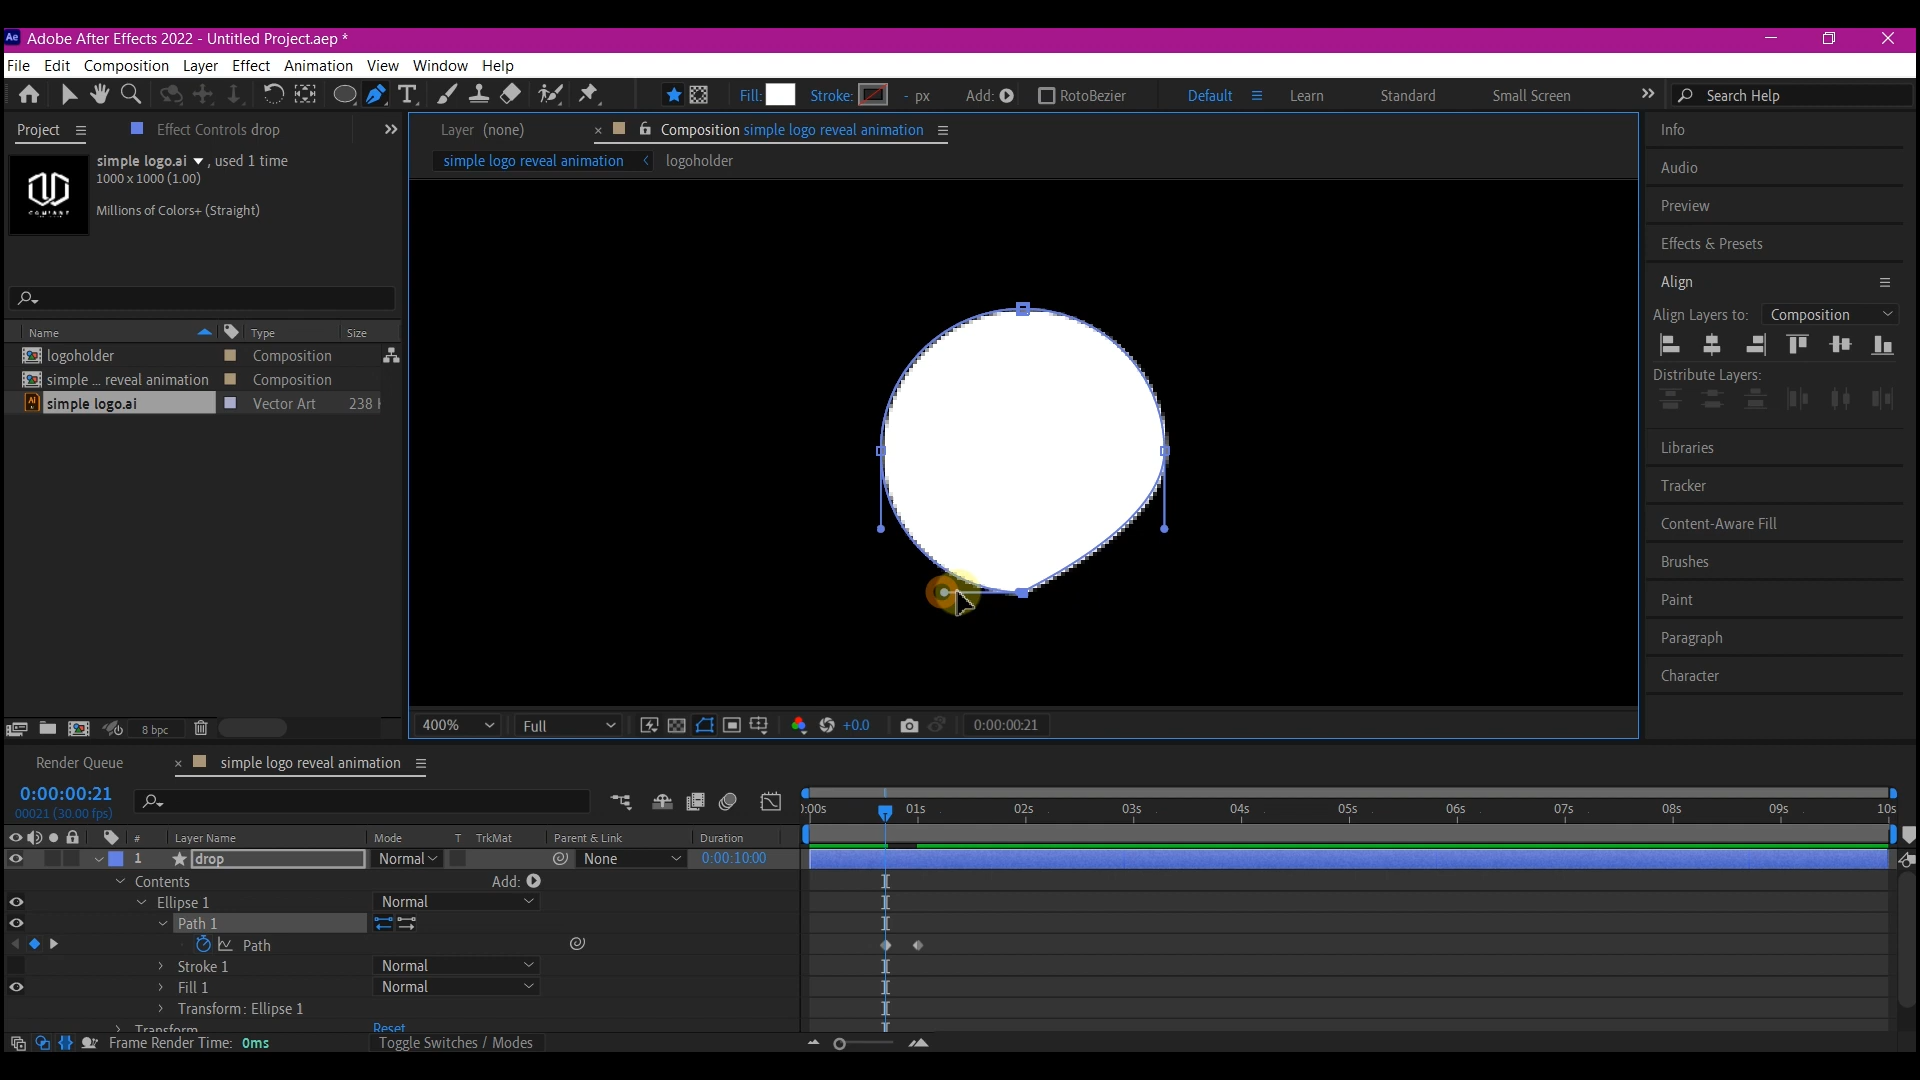 Ae Adobe After Effects 2022 - Untitled Project.aep *
File Edit Composition Layer Effect Animation View Window Help
Fill: Stroke: - px Add: RotoBezier Default Learn Standard Small Screen Search Help
Project Effect Controls drop
Layer (none) × Composition simple logo reveal animation
simple logo reveal animation logoholder
simple logo.ai , used 1 time
1000 x 1000 (1.00)
Millions of Colors+ (Straight)
COMPANY
Name Type Size
logoholder Composition
simple ... reveal animation Composition
simple logo.ai Vector Art 238
8 bpc
400% Full +0.0 0:00:00:21
Info
Audio
Preview
Effects & Presets
Align
Align Layers to: Composition
Distribute Layers:
Libraries
Tracker
Content-Aware Fill
Brushes
Paint
Paragraph
Character
Render Queue × simple logo reveal animation
0:00:00:21
00021 (30.00 fps)
):00s 01s 02s 03s 04s 05s 06s 07s 08s 09s 10s
# Layer Name Mode T TrkMat Parent & Link Duration
1 drop Normal None 0:00:10:00
Contents Add:
Ellipse 1 Normal
Path 1
Path
Stroke 1 Normal
Fill 1 Normal
Transform: Ellipse 1
Transform Reset
Frame Render Time: 0ms Toggle Switches / Modes